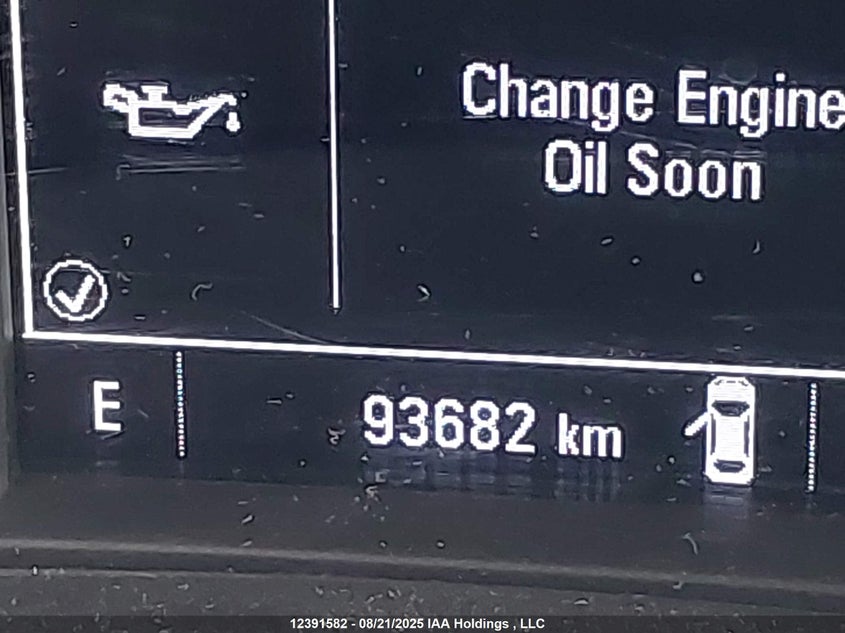 Change Engine
Oil Soon
E
93682 km
12391582 - 08/21/2025 IAA Holdings , LLC